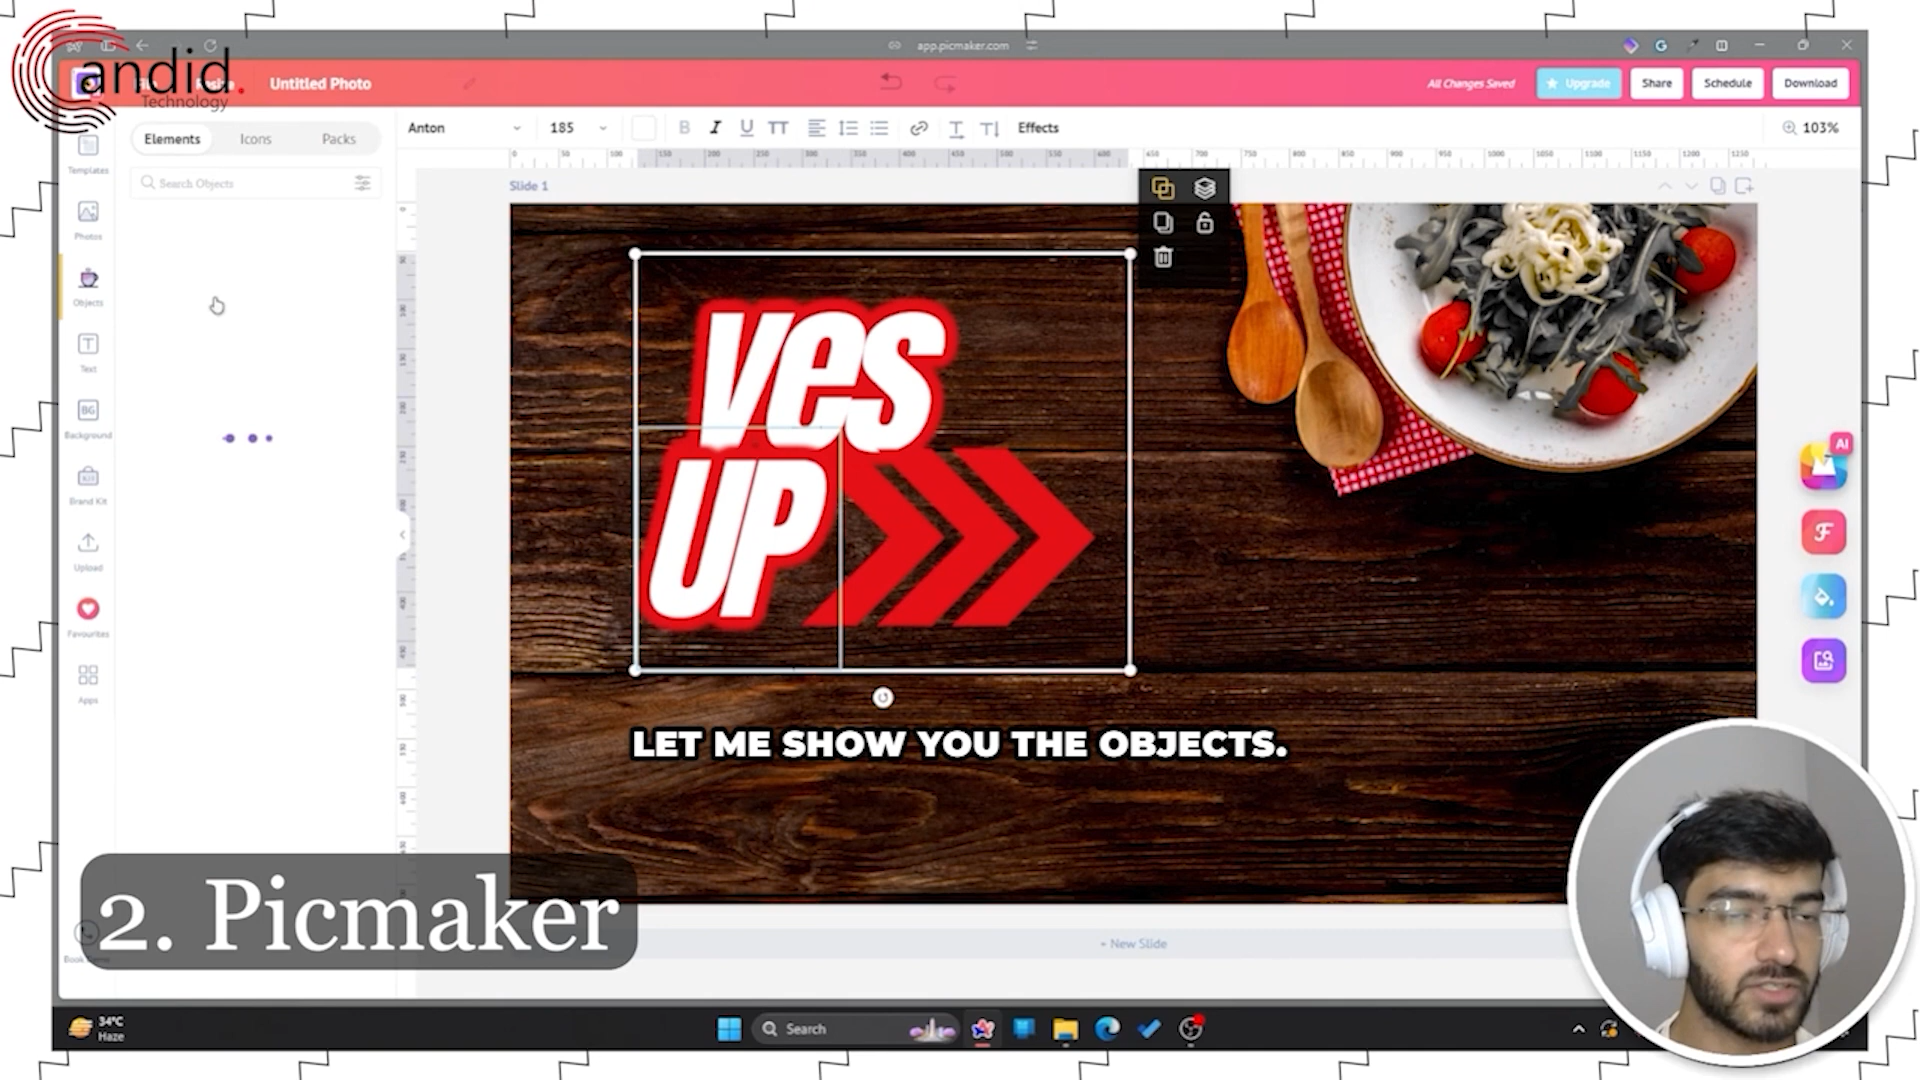 andid.
Technology
app.picmaker.com
Untitled Photo
All Changes Saved
Upgrade
Share
Schedule
Download
Elements
Icons
Packs
Anton
185
B
I
U
TT
Effects
103%
Search Objects
Slide 1
Templates
Photos
Objects
Text
Background
Brand Kit
Upload
Favourites
Apps
yes
UP
LET ME SHOW YOU THE OBJECTS.
AI
2. Picmaker
+ New Slide
34°C
Haze
Search